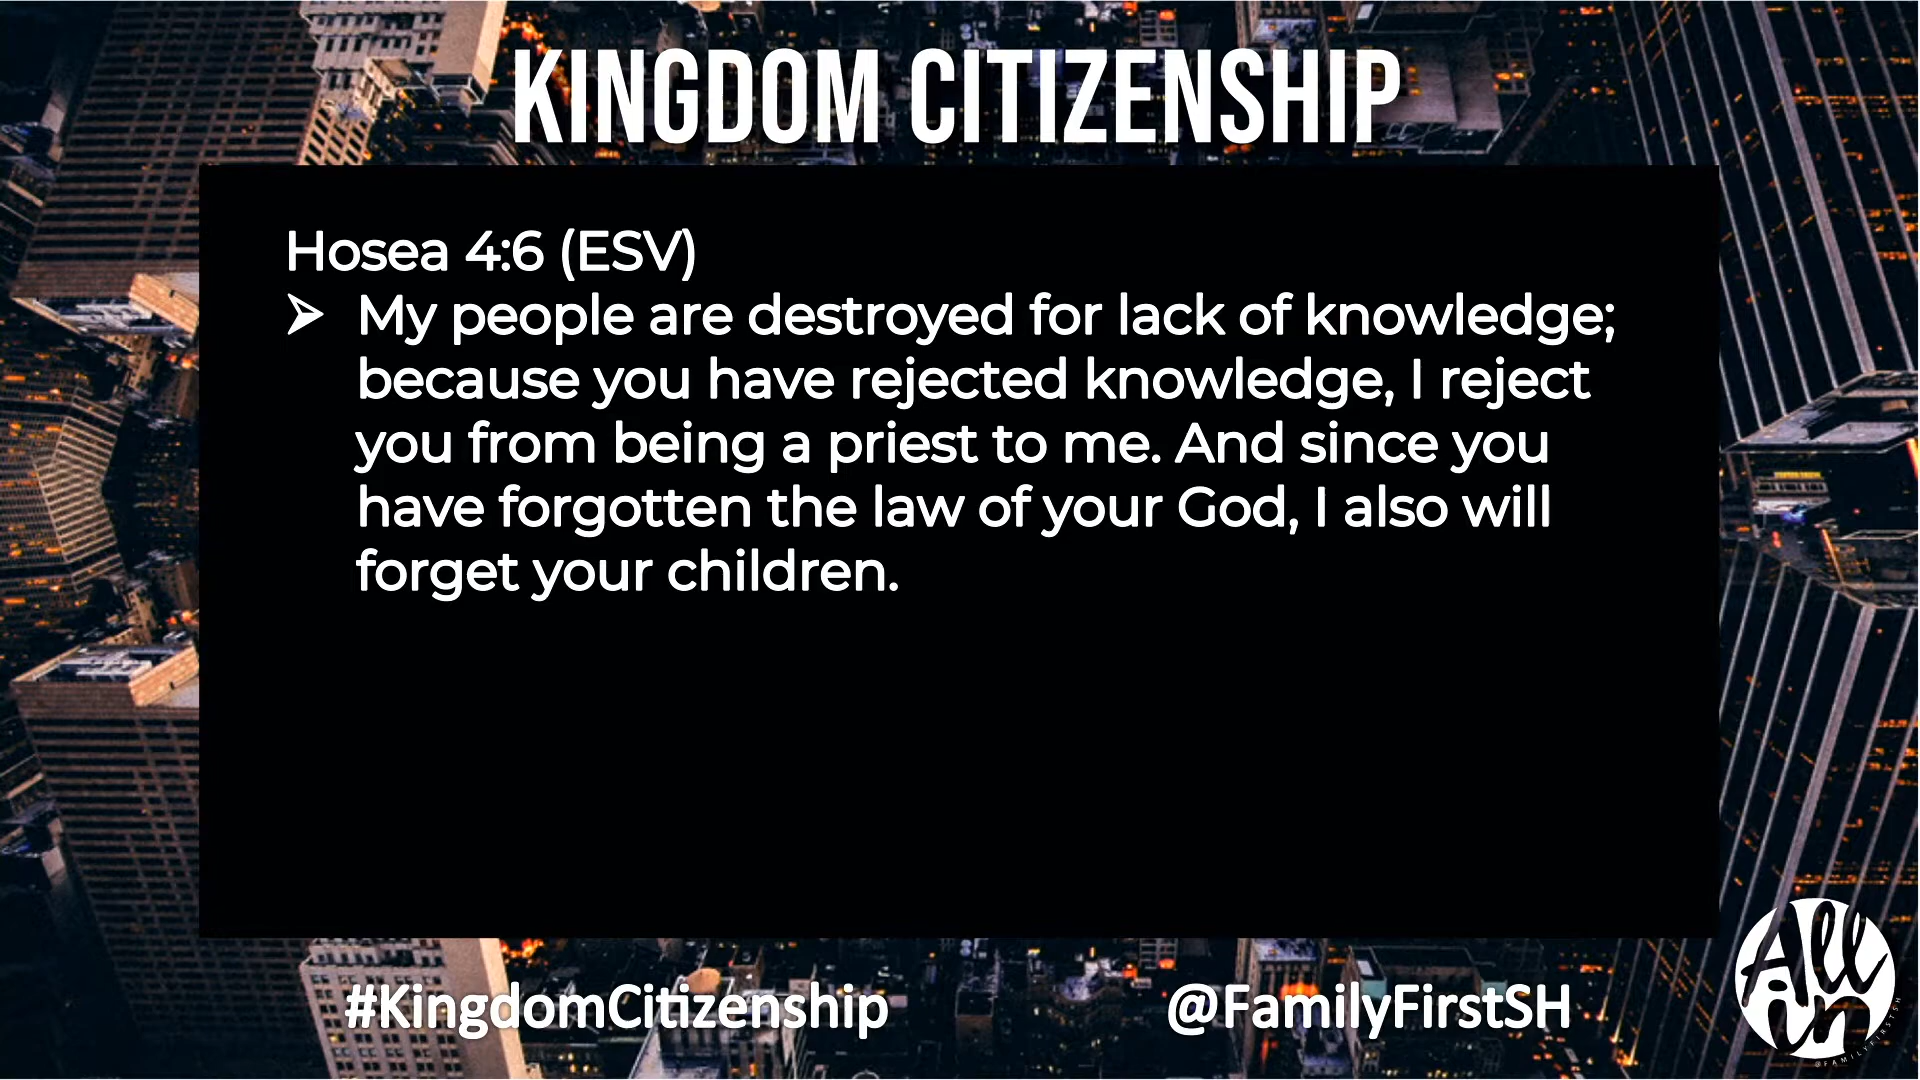 KINGDOM CITIZENSHIP
Hosea 4:6 (ESV)
➢ My people are destroyed for lack of knowledge;
because you have rejected knowledge, I reject
you from being a priest to me. And since you
have forgotten the law of your God, I also will
forget your children.
#KingdomCitizenship
@FamilyFirstSH
All
in
@FAMILYFIRSTSH